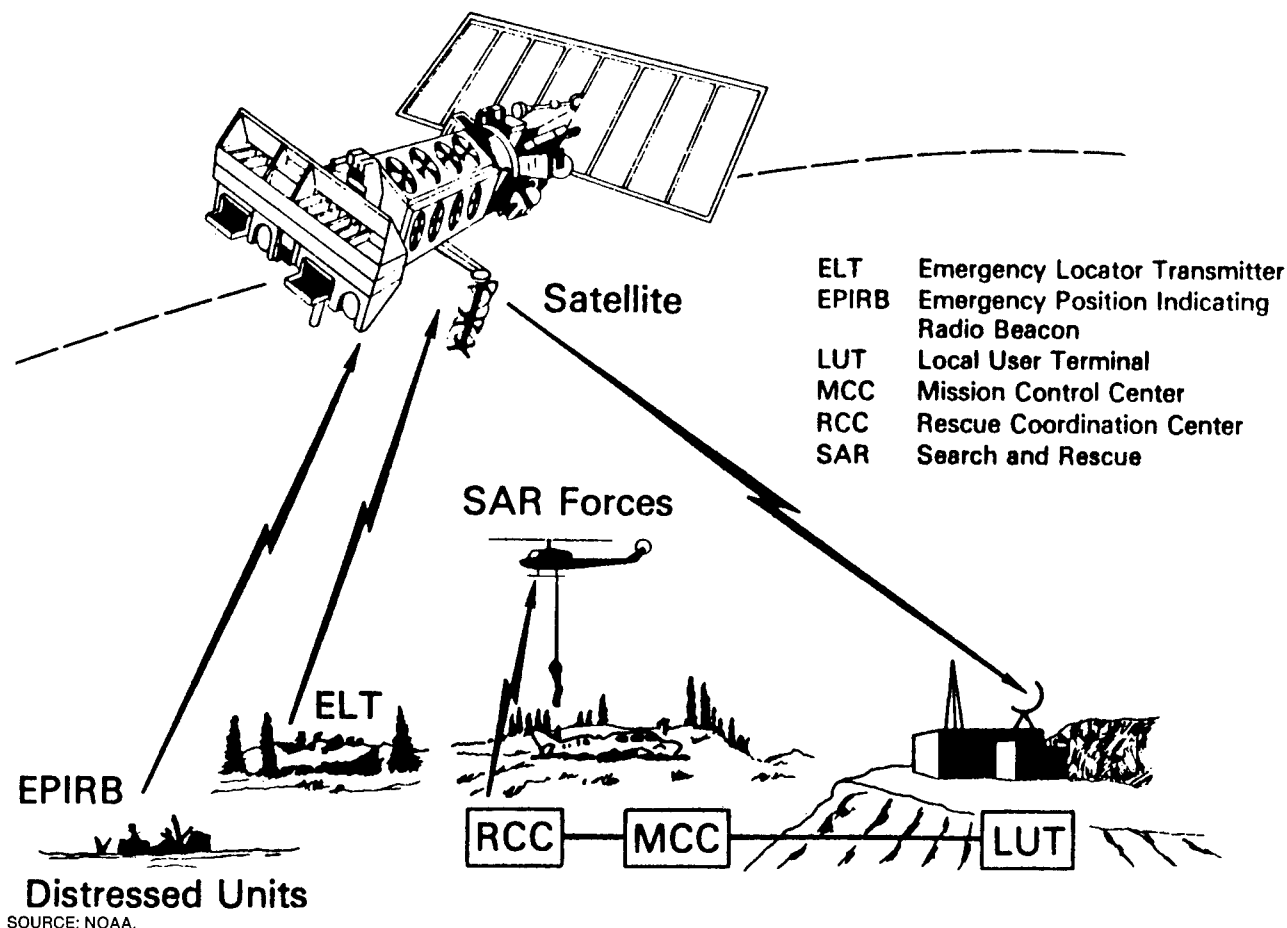 Satellite
ELT Emergency Locator Transmitter
EPIRB Emergency Position Indicating
Radio Beacon
LUT Local User Terminal
MCC Mission Control Center
RCC Rescue Coordination Center
SAR Search and Rescue
SAR Forces
ELT
EPIRB
RCC
MCC
LUT
Distressed Units
SOURCE: NOAA.